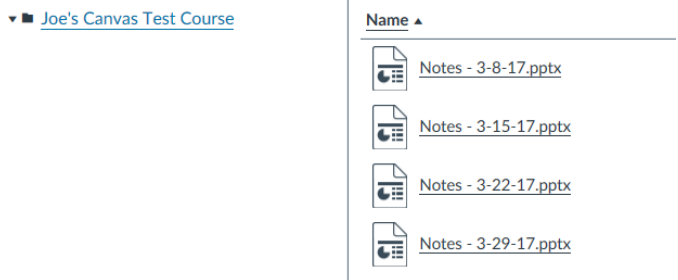 Joe's Canvas Test Course
Name
Notes - 3-8-17.pptx
Notes - 3-15-17.pptx
Notes - 3-22-17.pptx
Notes - 3-29-17.pptx